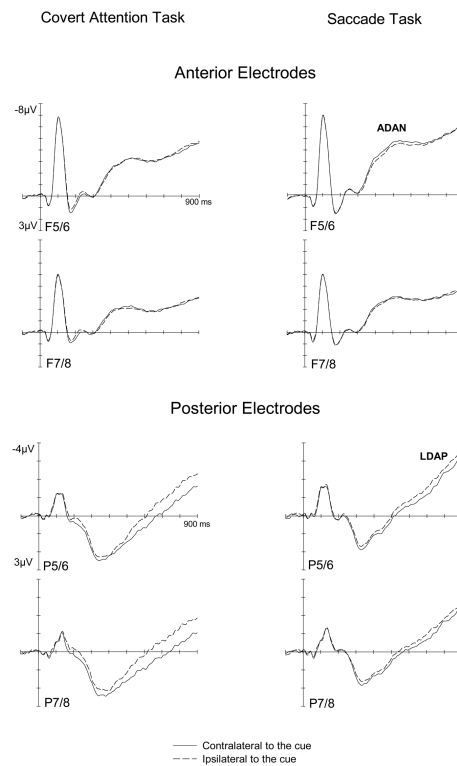 Covert Attention Task
Saccade Task
Anterior Electrodes
-8µV
ADAN
900 ms
3µV
F5/6
F5/6
F7/8
F7/8
Posterior Electrodes
-4µV
LDAP
900 ms
3µV
P5/6
P5/6
P7/8
P7/8
Contralateral to the cue
Ipsilateral to the cue